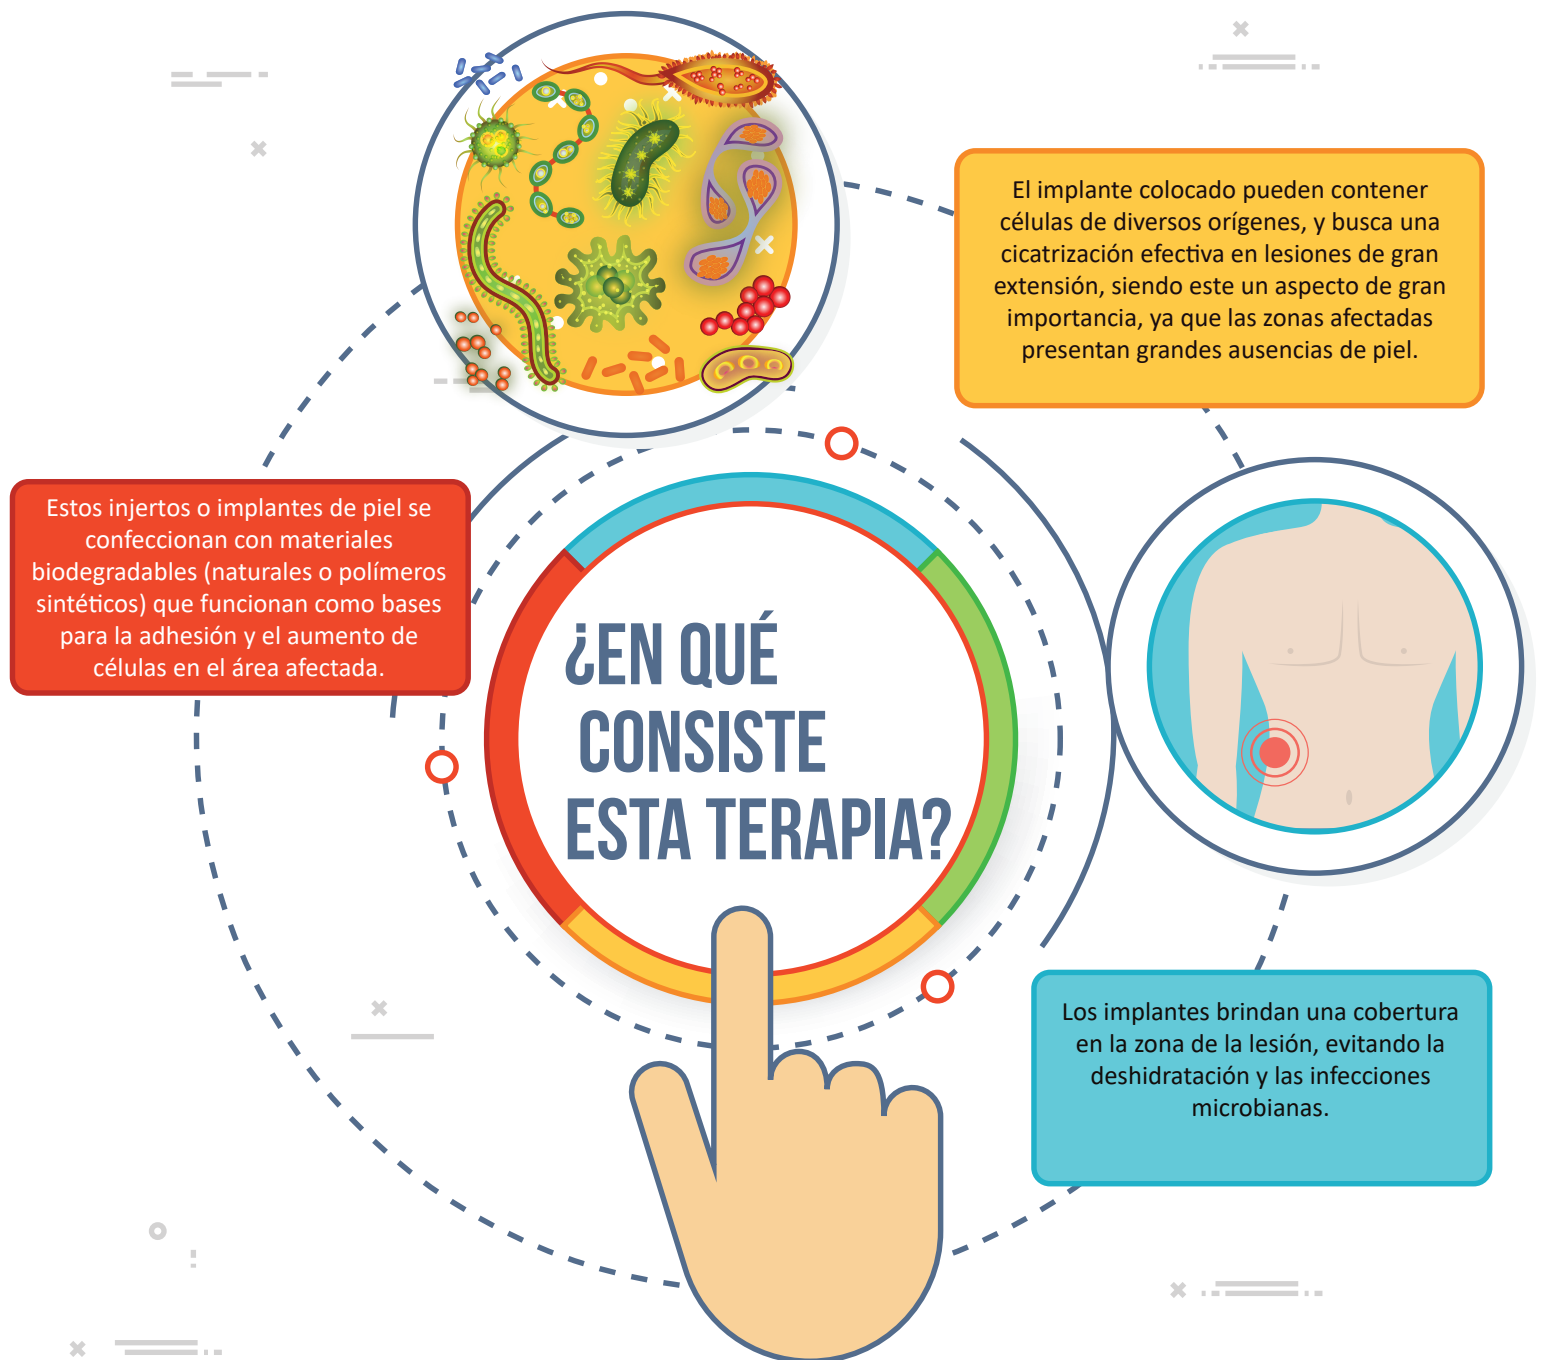 El implante colocado pueden contener
células de diversos orígenes, y busca una
cicatrización efectiva en lesiones de gran
extensión, siendo este un aspecto de gran
importancia, ya que las zonas afectadas
presentan grandes ausencias de piel.
Estos injertos o implantes de piel se
confeccionan con materiales
biodegradables (naturales o polímeros
sintéticos) que funcionan como bases
para la adhesión y el aumento de
células en el área afectada.
¿EN QUÉ
CONSISTE
ESTA TERAPIA?
Los implantes brindan una cobertura
en la zona de la lesión, evitando la
deshidratación y las infecciones
microbianas.